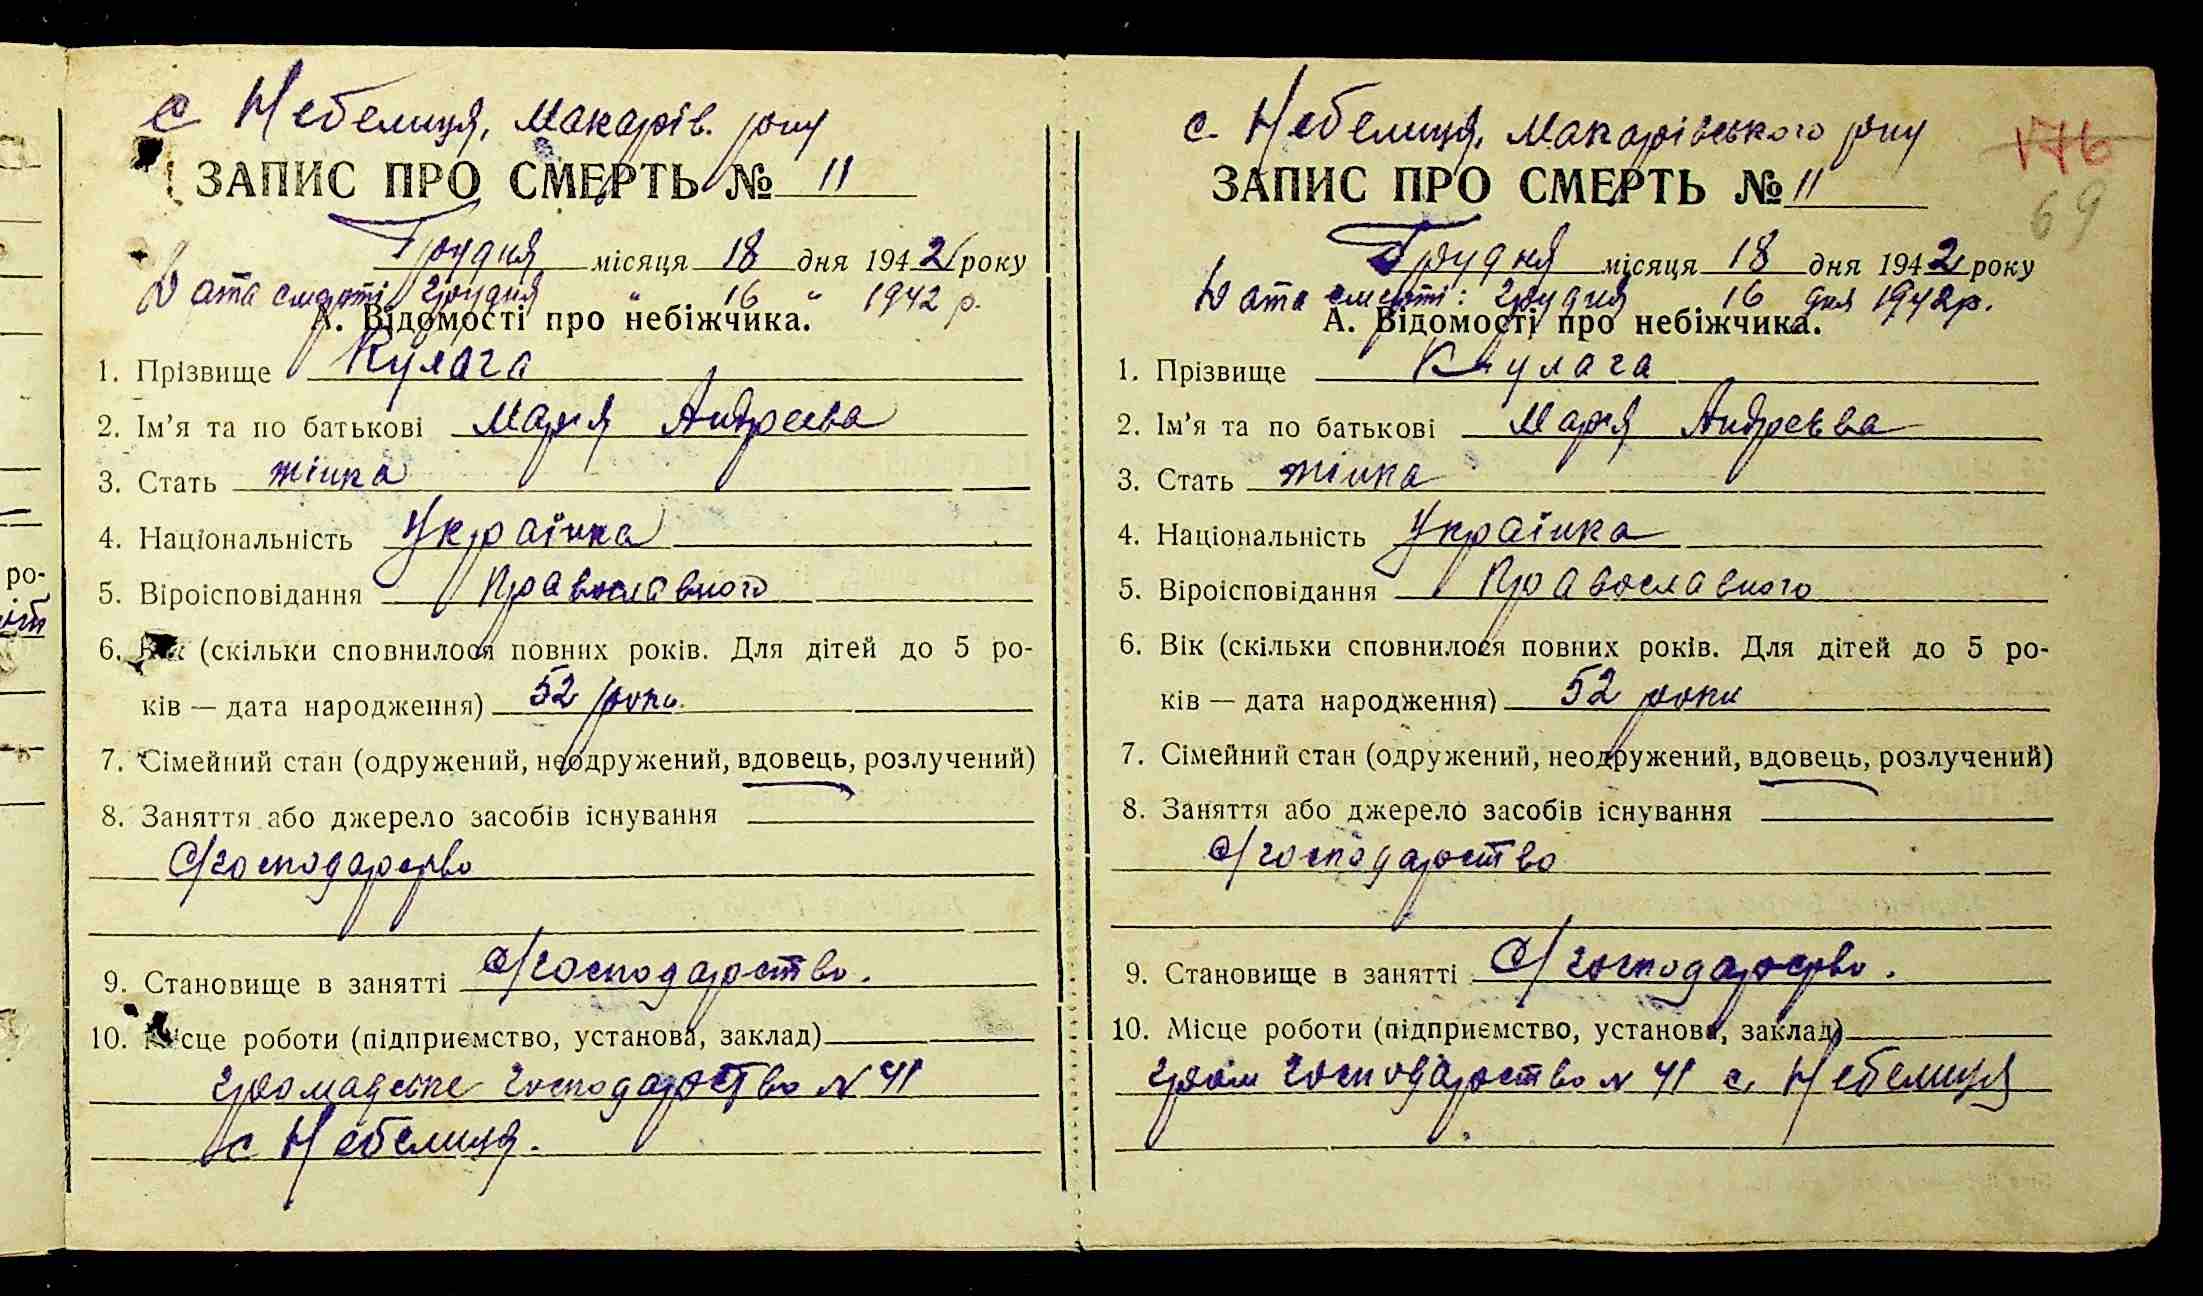 ро-
с Небелиця, Макарів. р-ну
ЗАПИС ПРО СМЕРТЬ № 11
Грудня місяця 18 дня 1942 року
Дата смерті грудня " 16 " 1942 р.
А. Відомості про небіжчика.
1. Прізвище Кулага
2. Ім'я та по батькові Марія Андреєва
3. Стать жінка
4. Національність Українка
5. Віроісповідання православного
6. Вік (скільки сповнилося повних років. Для дітей до 5 ро-
ків — дата народження) 52 роки.
7. Сімейний стан (одружений, неодружений, вдовець, розлучений)
8. Заняття або джерело засобів існування
С/господарство
9. Становище в занятті С/господарство.
10. Місце роботи (підприємство, установа, заклад)
громадське господарство № 41
с Небелиця.
с. Небелиця, Макарівського р-ну
176
69
ЗАПИС ПРО СМЕРТЬ № 11
Грудня місяця 18 дня 1942 року
Дата смерті: грудня 16 дня 1942 р.
А. Відомості про небіжчика.
1. Прізвище Кулага
2. Ім'я та по батькові Марія Андреєва
3. Стать жінка
4. Національність Українка
5. Віроісповідання Православного
6. Вік (скільки сповнилося повних років. Для дітей до 5 ро-
ків — дата народження) 52 роки
7. Сімейний стан (одружений, неодружений, вдовець, розлучений)
8. Заняття або джерело засобів існування
с/господарство
9. Становище в занятті С/господарство.
10. Місце роботи (підприємство, установа, заклад)
гром господарство № 41 с. Небелиця